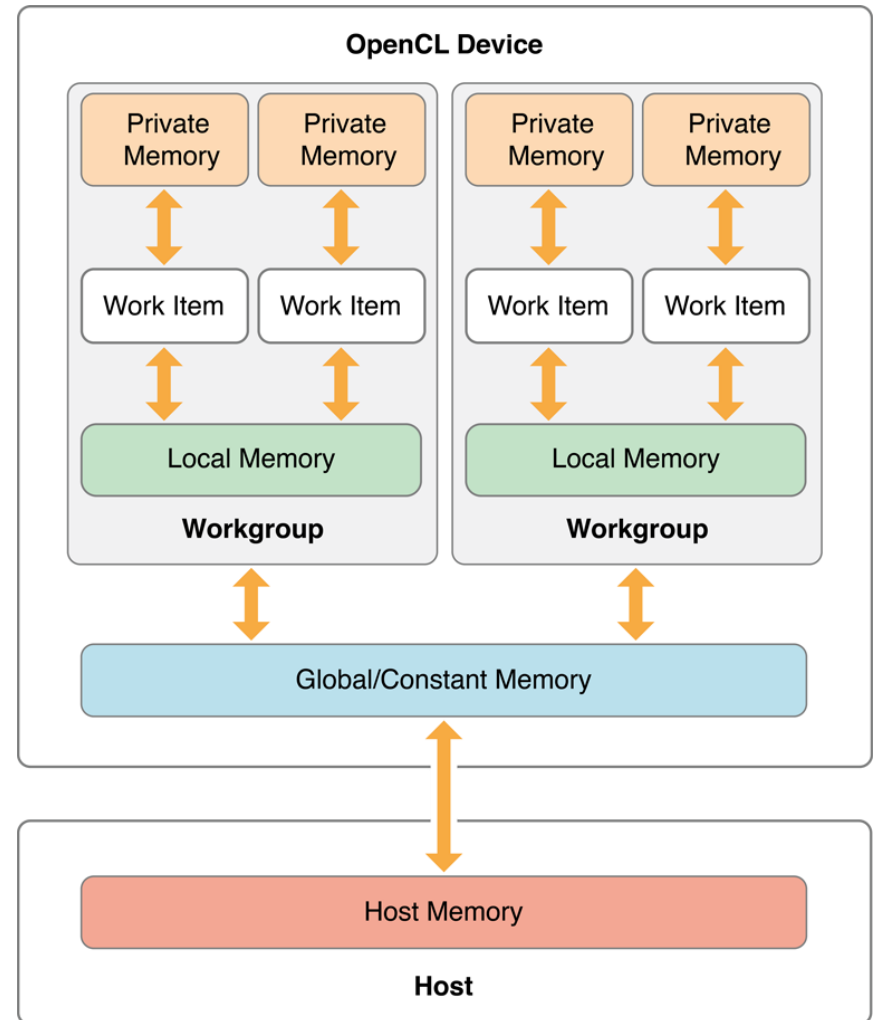 OpenCL Device
Private
Memory
Private
Memory
Private
Memory
Private
Memory
Work Item
Work Item
Work Item
Work Item
Local Memory
Local Memory
Workgroup
Workgroup
Global/Constant Memory
Host Memory
Host